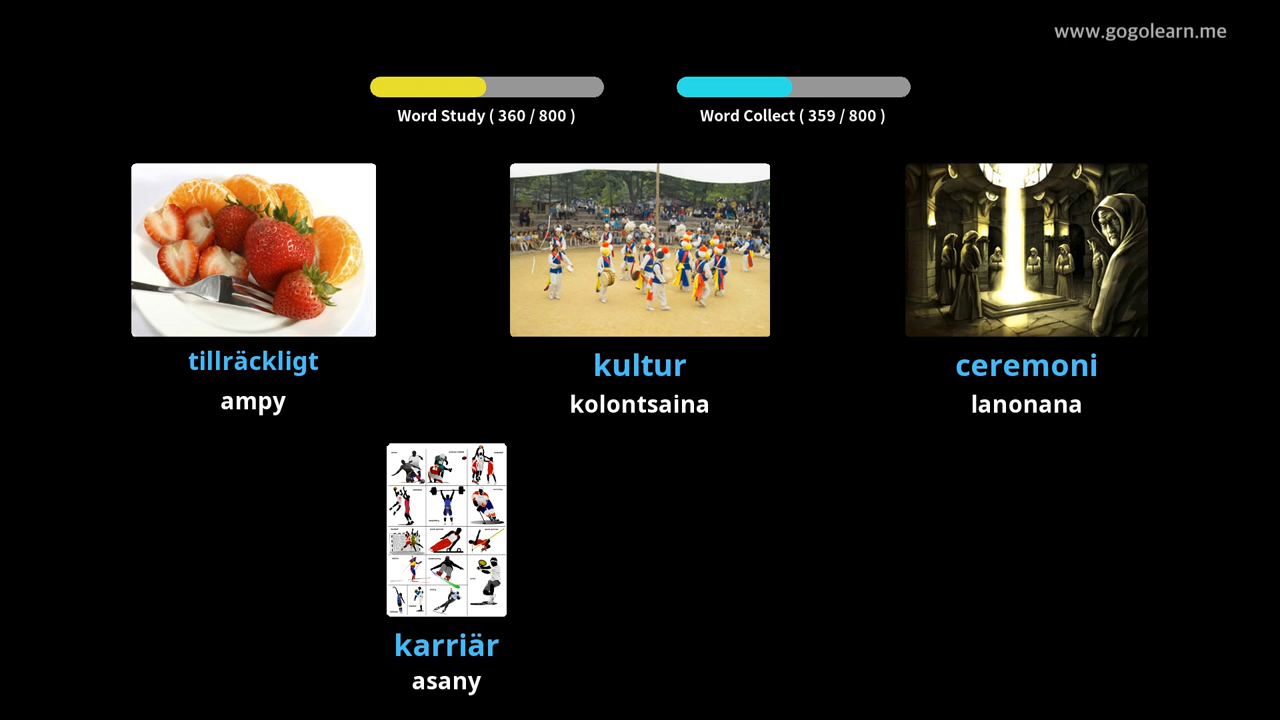 www.gogolearn.me
Word Study ( 360 / 800 )
Word Collect ( 359 / 800 )
tillräckligt
ampy
kultur
kolontsaina
ceremoni
lanonana
karriär
asany